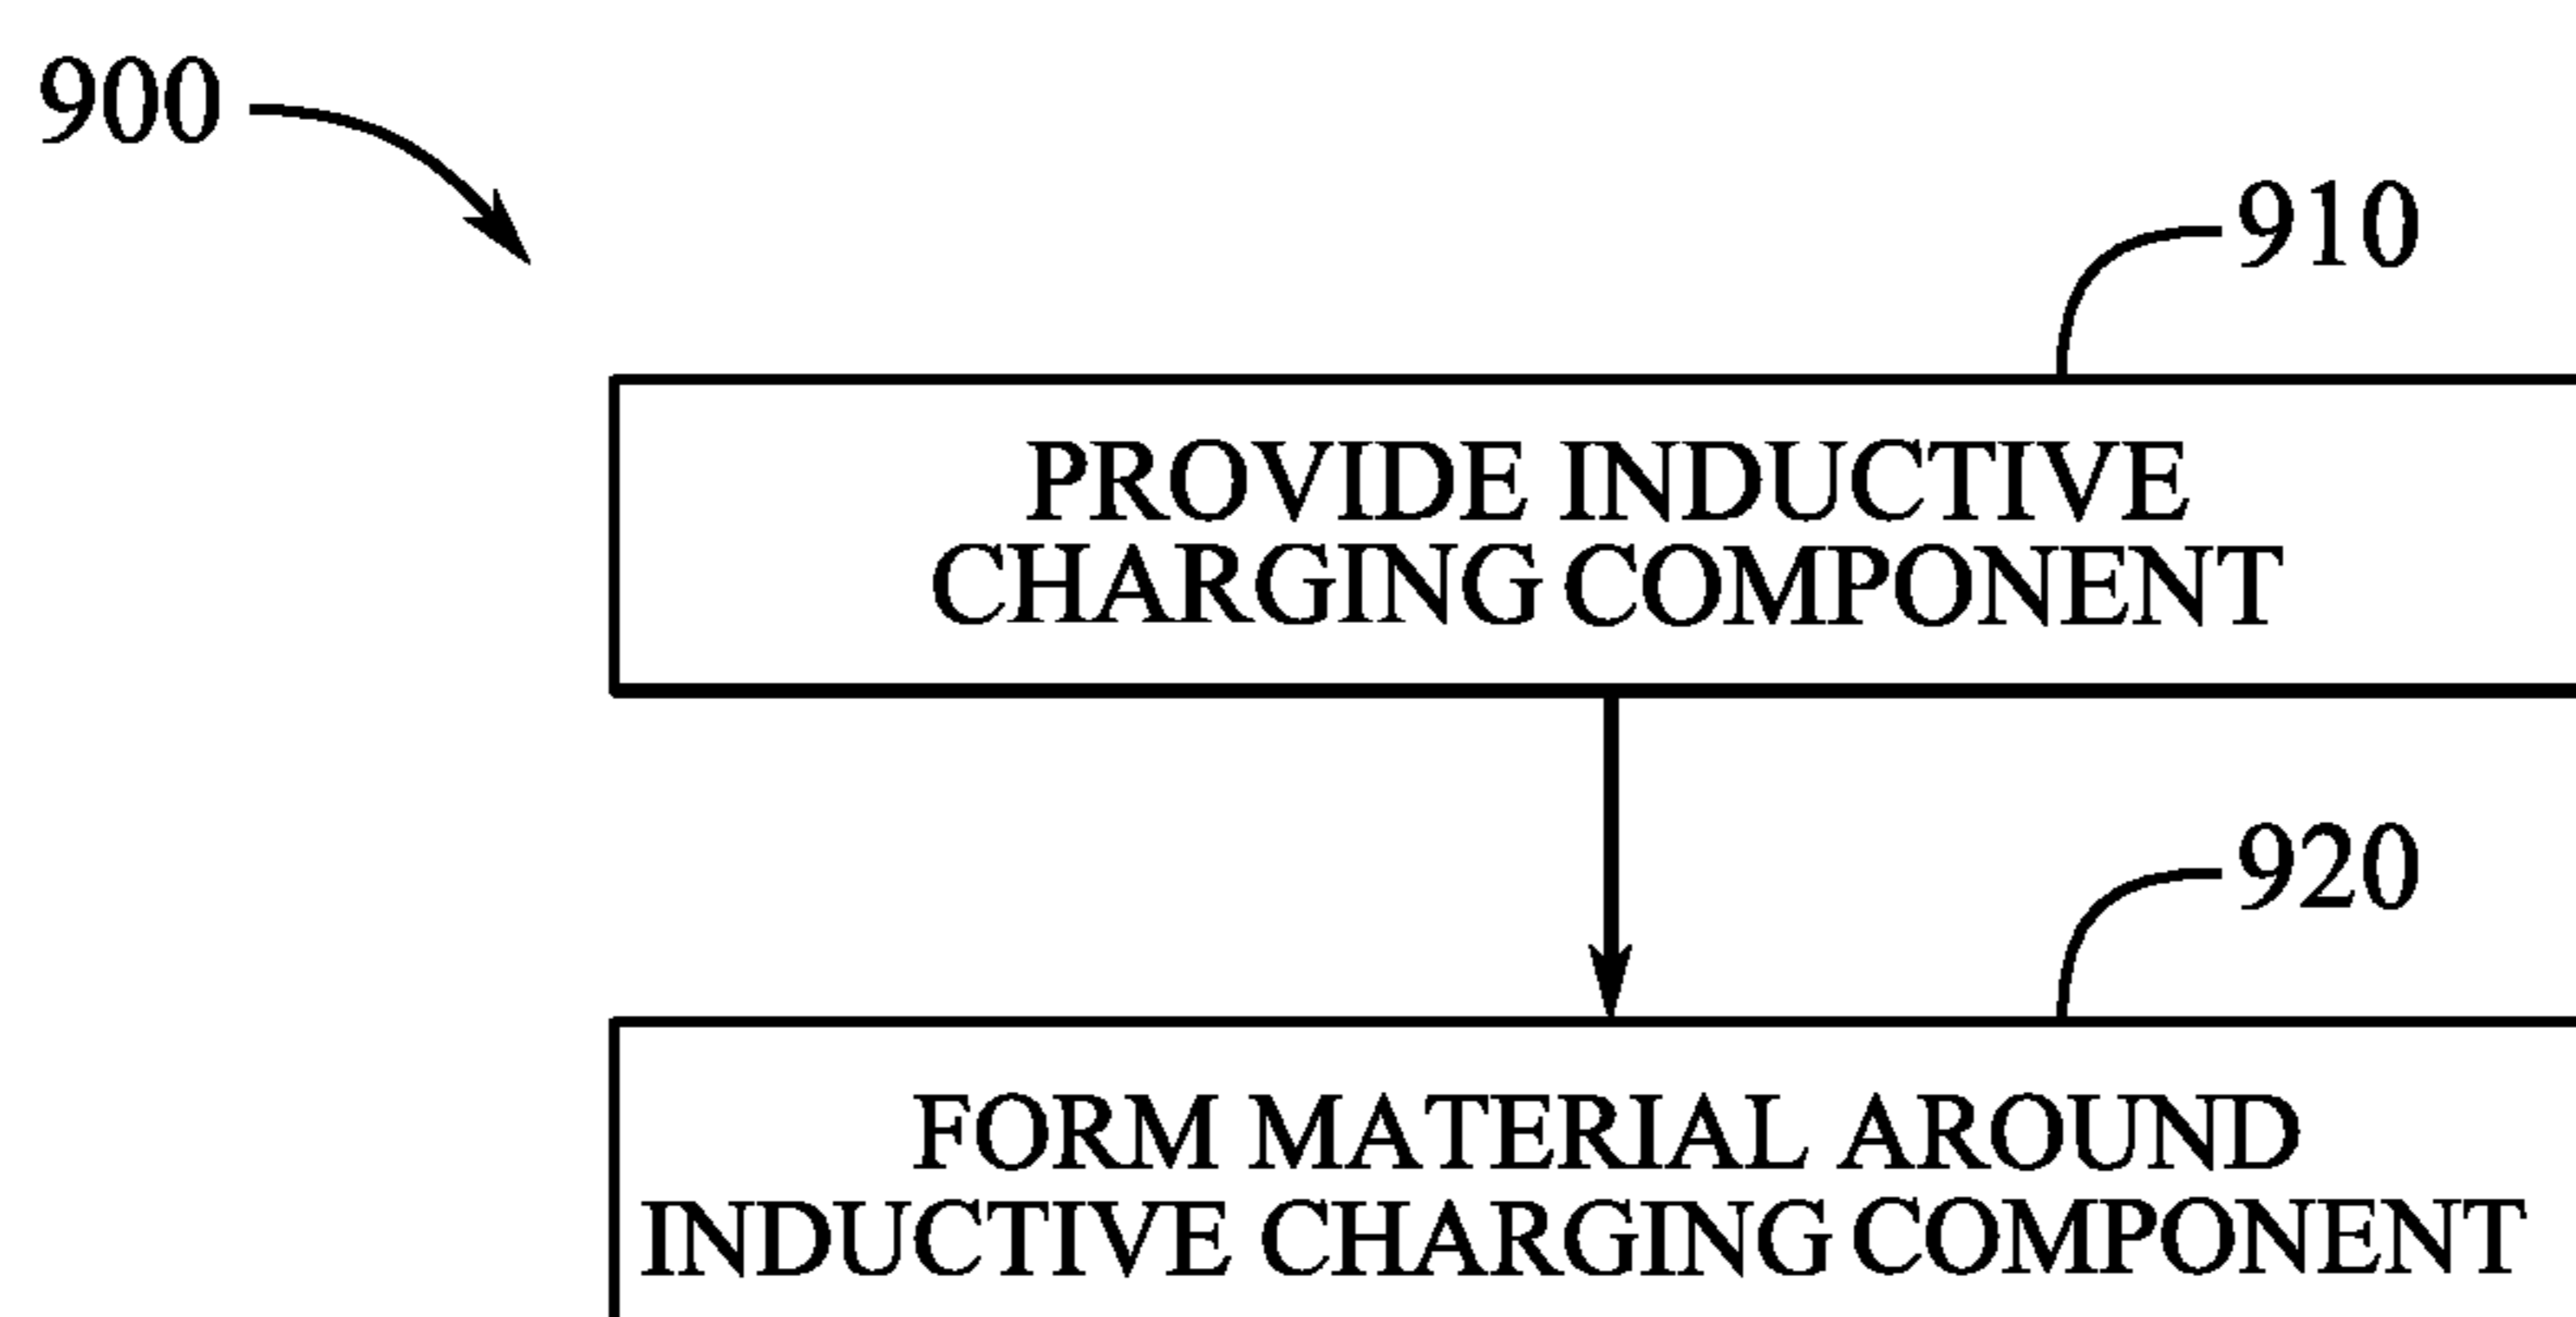 900
910
PROVIDE INDUCTIVE
CHARGING COMPONENT
920
FORM MATERIAL AROUND
INDUCTIVE CHARGING COMPONENT